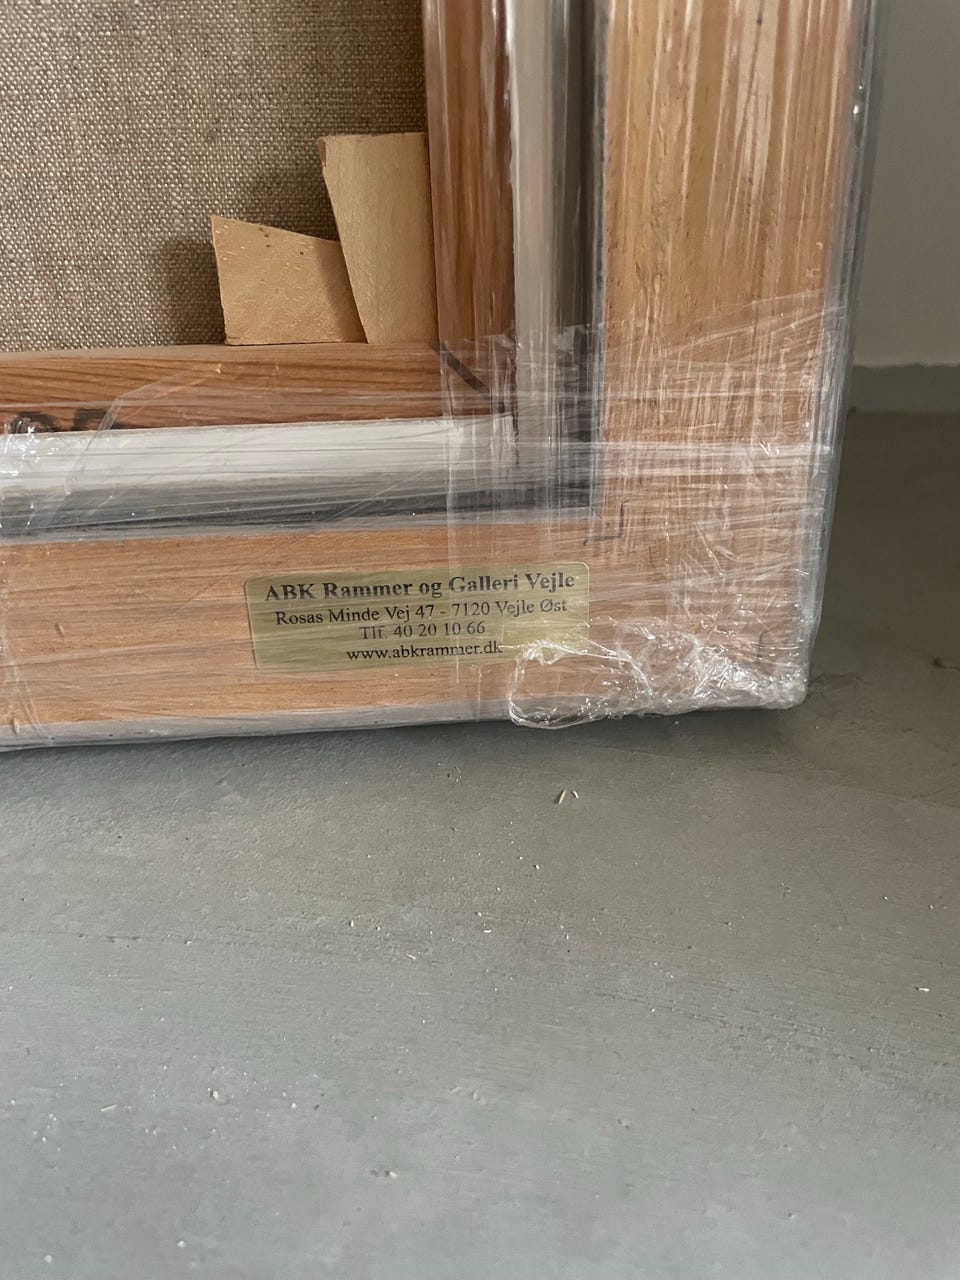 ABK Rammer og Galleri Vejle
Rosas Minde Vej 47 - 7120 Vejle Øst
Tlf. 40 20 10 66
www.abkrammer.dk